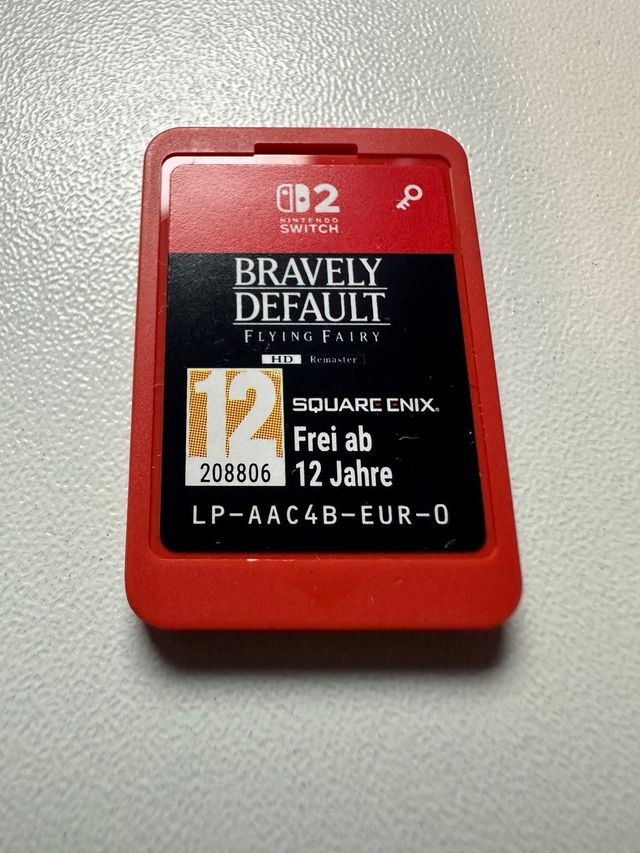 2
NINTENDO
SWITCH
BRAVELY
DEFAULT™
FLYING FAIRY
HD Remaster
12
208806
SQUARE ENIX®
Frei ab
12 Jahre
LP-AAC4B-EUR-0